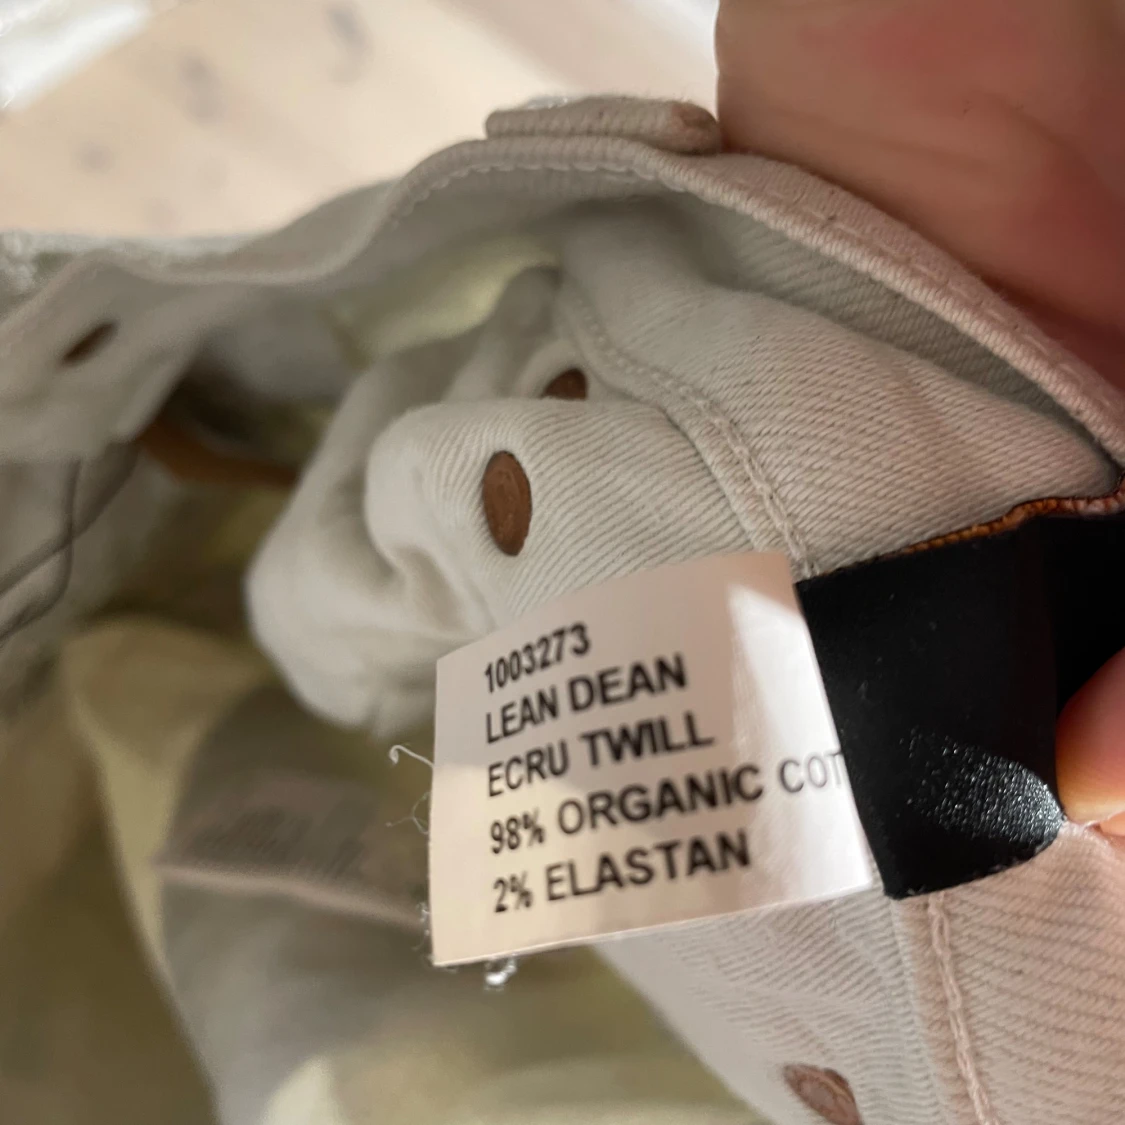 1003273
LEAN DEAN
ECRU TWILL
98% ORGANIC COT
2% ELASTAN